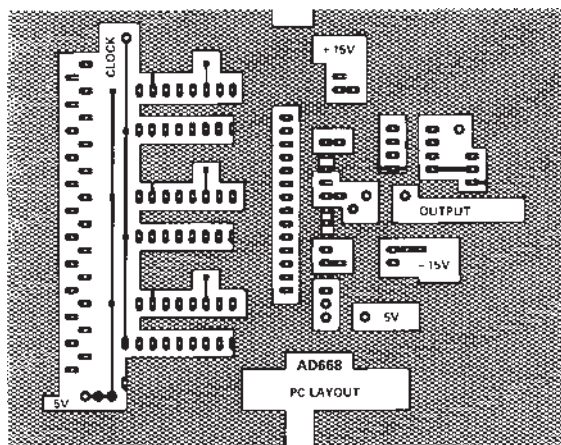 CLOCK
+ 15V
OUTPUT
– 15V
5V
AD668
PC LAYOUT
5V